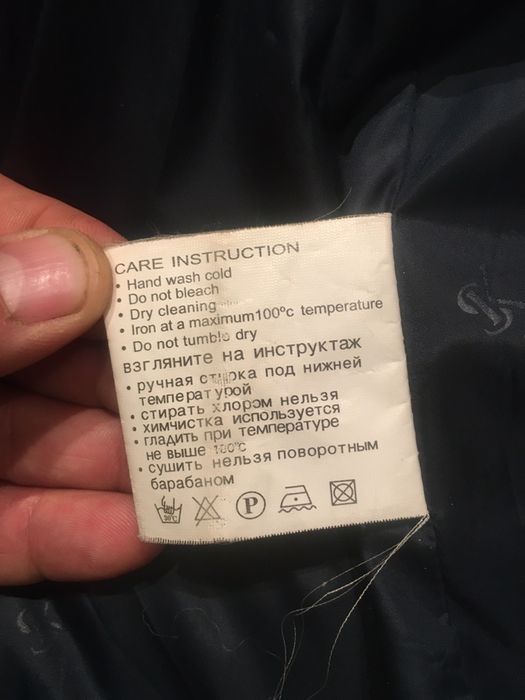 CARE INSTRUCTION
• Hand wash cold
• Do not bleach
• Dry cleaning
• Iron at a maximum100ºc temperature
• Do not tumble dry
взгляните на инструктаж
• ручная стирка под нижней
температурой
• стирать хлором нельзя
• химчистка используется
• гладить при температуре
не выше 100°c
• сушить нельзя поворотным
барабаном
30°C P